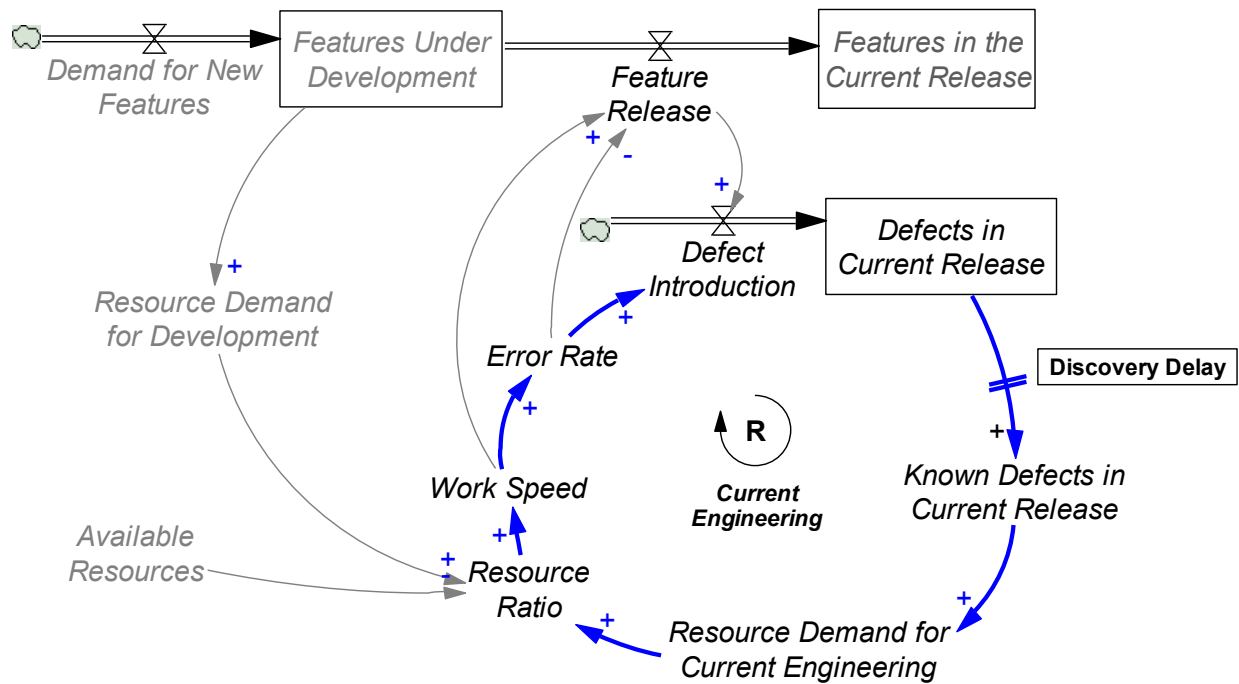 Features Under
Development
Features in the
Current Release
Demand for New
Features
Feature
Release
+
-
+
Defects in
Current Release
Defect
Introduction
+
Resource Demand
for Development
+
Error Rate
Discovery Delay
+
R
+
Current
Engineering
Work Speed
Known Defects in
Current Release
+
Available
Resources
+
-
Resource
Ratio
+
+
Resource Demand for
Current Engineering